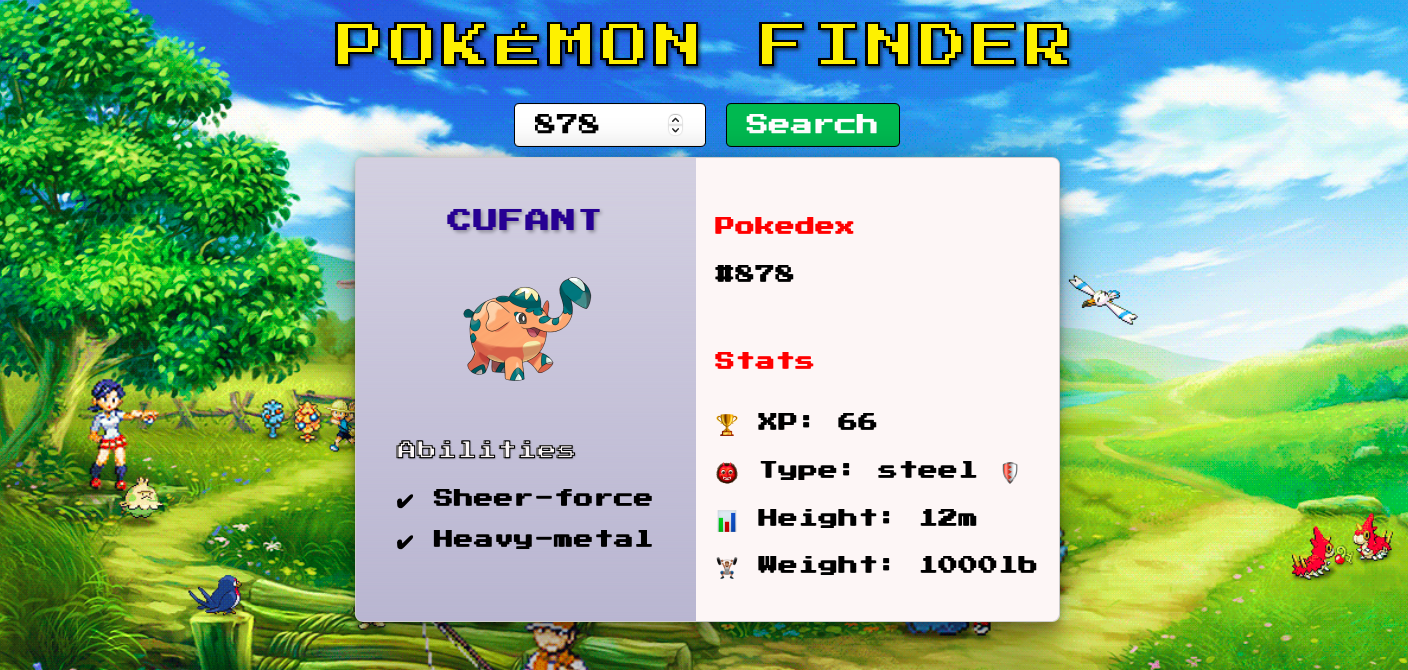 POKéMON FINDER
878
Search
CUFANT
Abilities
✔ Sheer-force
✔ Heavy-metal
Pokedex
#878
Stats
XP: 66
Type: steel
Height: 12m
Weight: 1000lb